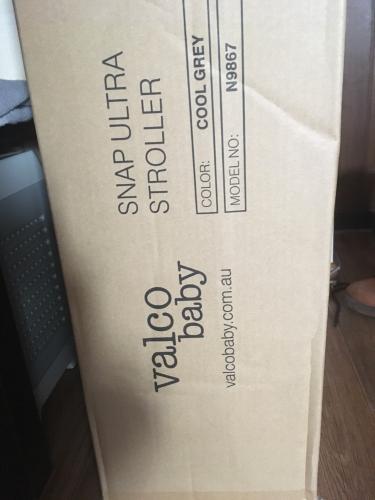 SNAP ULTRA
STROLLER
COLOR: COOL GREY
MODEL NO: N9867
valco
baby
valcobaby.com.au